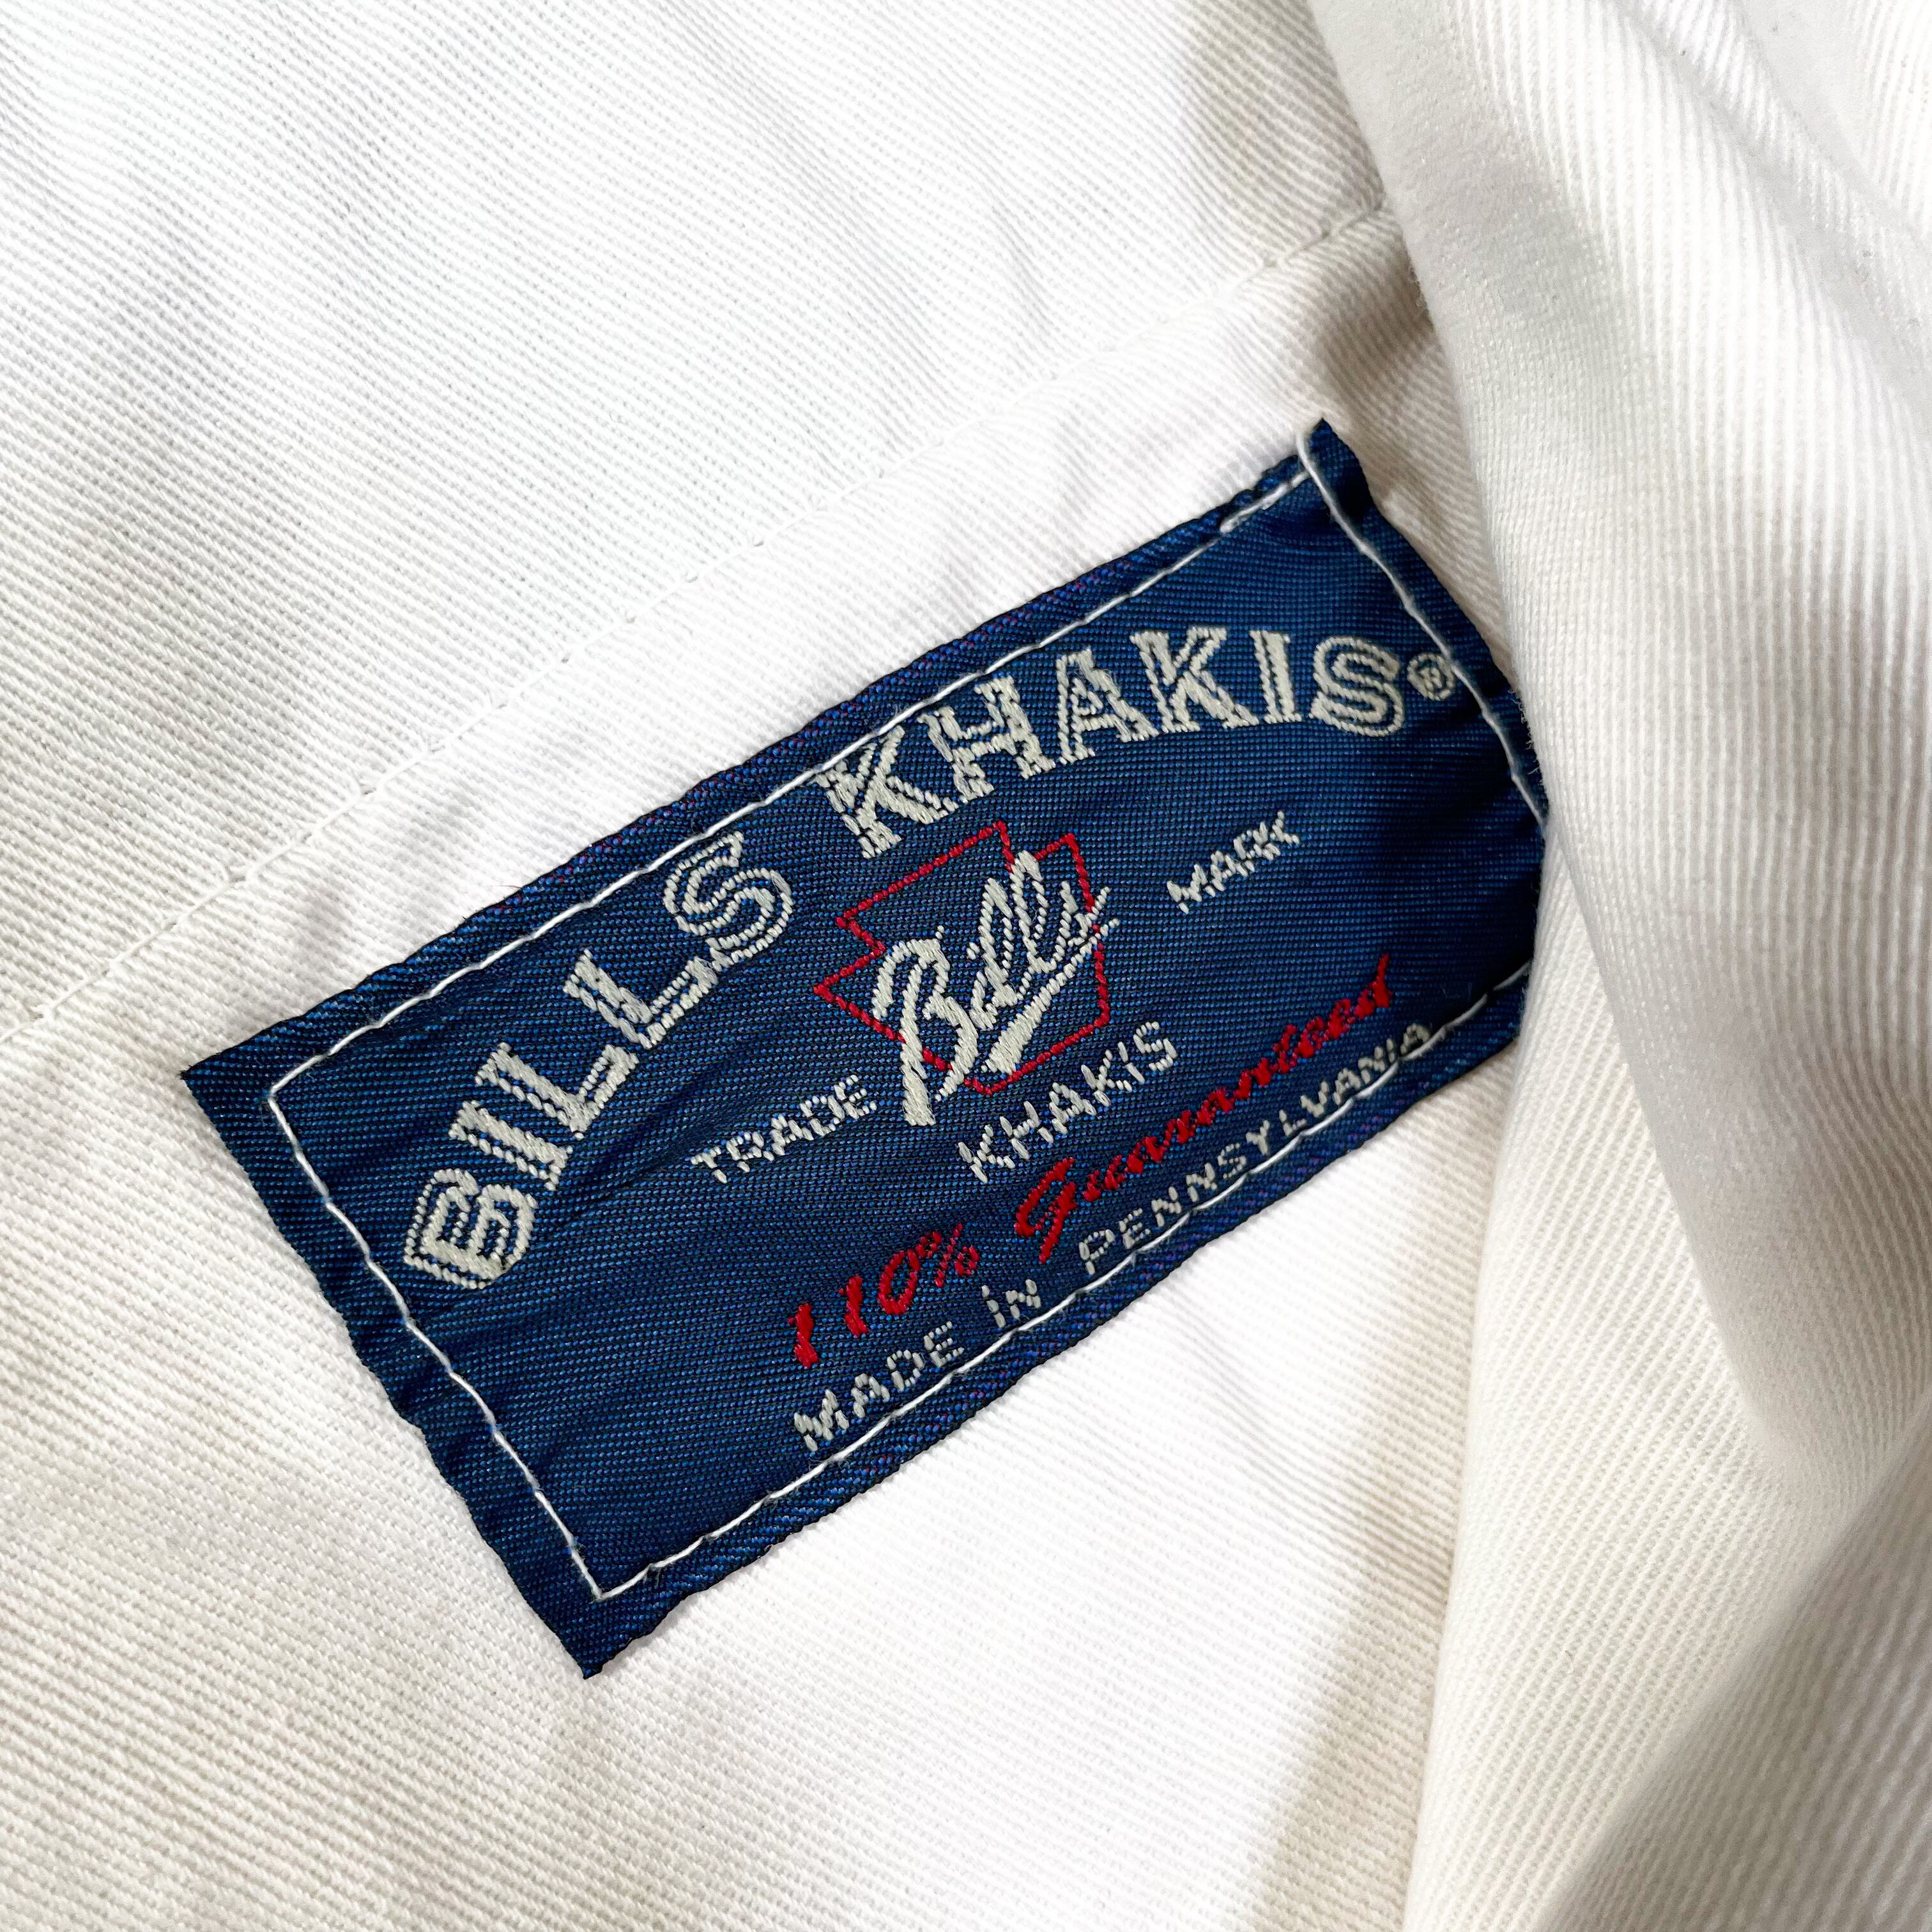 BILLS KHAKIS®
Bills
TRADE MARK
KHAKIS
110% Guaranteed
MADE IN PENNSYLVANIA